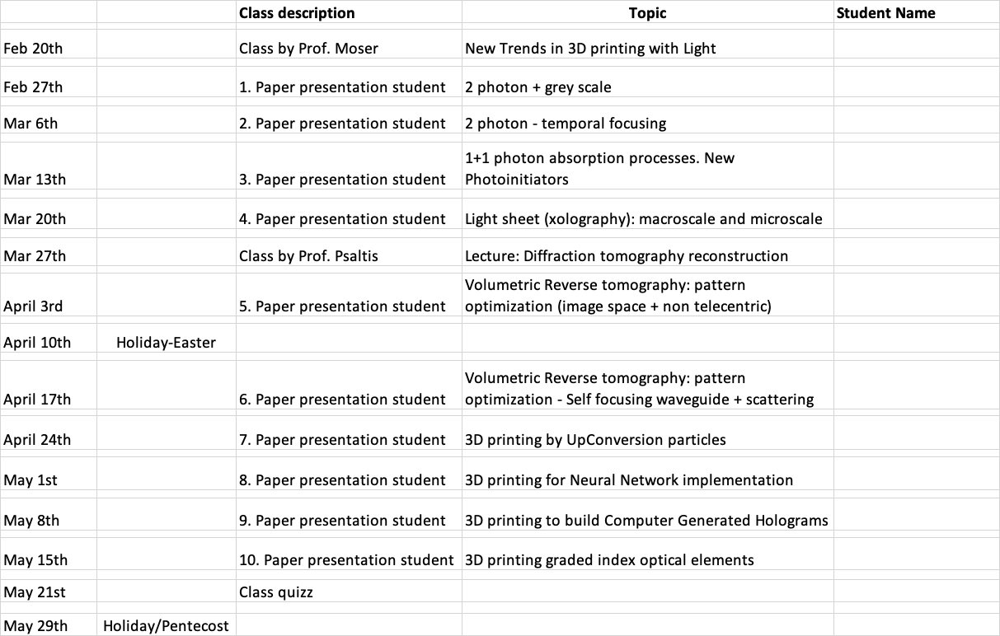 Class description Topic Student Name
Feb 20th Class by Prof. Moser New Trends in 3D printing with Light
Feb 27th 1. Paper presentation student 2 photon + grey scale
Mar 6th 2. Paper presentation student 2 photon - temporal focusing
1+1 photon absorption processes. New
Mar 13th 3. Paper presentation student Photoinitiators
Mar 20th 4. Paper presentation student Light sheet (xolography): macroscale and microscale
Mar 27th Class by Prof. Psaltis Lecture: Diffraction tomography reconstruction
Volumetric Reverse tomography: pattern
April 3rd 5. Paper presentation student optimization (image space + non telecentric)
April 10th Holiday-Easter
Volumetric Reverse tomography: pattern
April 17th 6. Paper presentation student optimization - Self focusing waveguide + scattering
April 24th 7. Paper presentation student 3D printing by UpConversion particles
May 1st 8. Paper presentation student 3D printing for Neural Network implementation
May 8th 9. Paper presentation student 3D printing to build Computer Generated Holograms
May 15th 10. Paper presentation student 3D printing graded index optical elements
May 21st Class quizz
May 29th Holiday/Pentecost